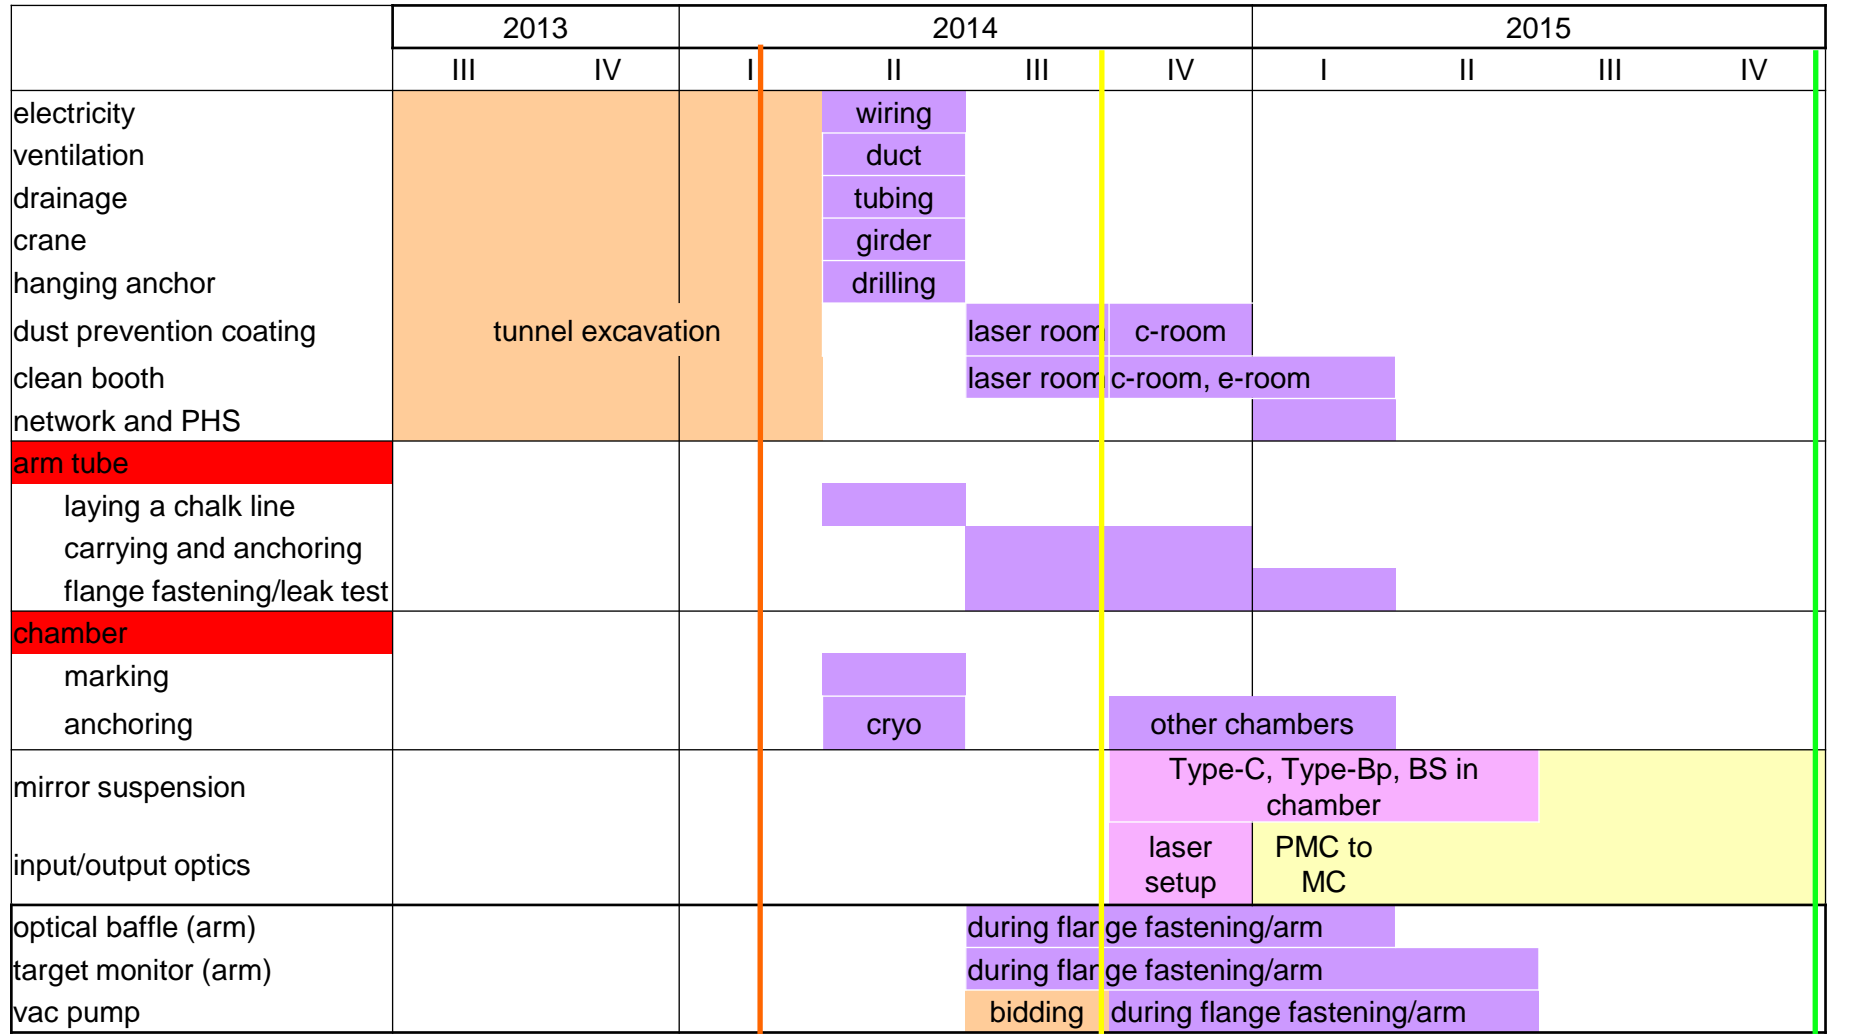 2013 2014 2015
III IV I II III IV I II III IV
electricity wiring
ventilation duct
drainage tubing
crane girder
hanging anchor drilling
dust prevention coating tunnel excavation laser room c-room
clean booth laser room c-room, e-room
network and PHS
arm tube
laying a chalk line
carrying and anchoring
flange fastening/leak test
chamber
marking
anchoring cryo other chambers
mirror suspension Type-C, Type-Bp, BS in
chamber
input/output optics laser PMC to
setup MC
optical baffle (arm) during flange fastening/arm
target monitor (arm) during flange fastening/arm
vac pump bidding during flange fastening/arm